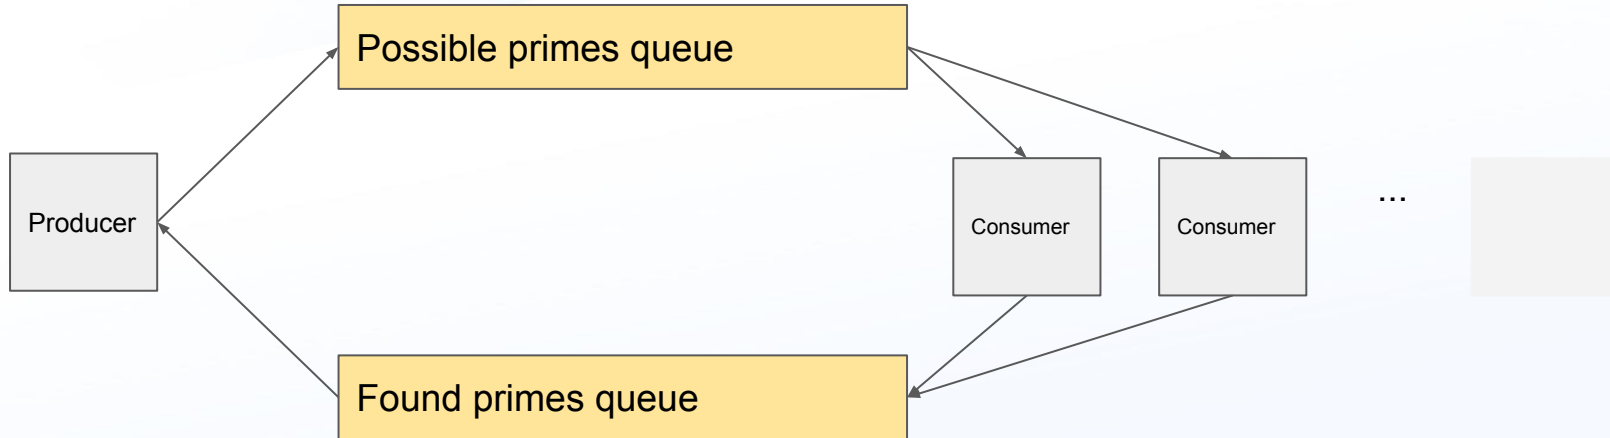 Possible primes queue
Producer
Consumer
Consumer
...
Found primes queue